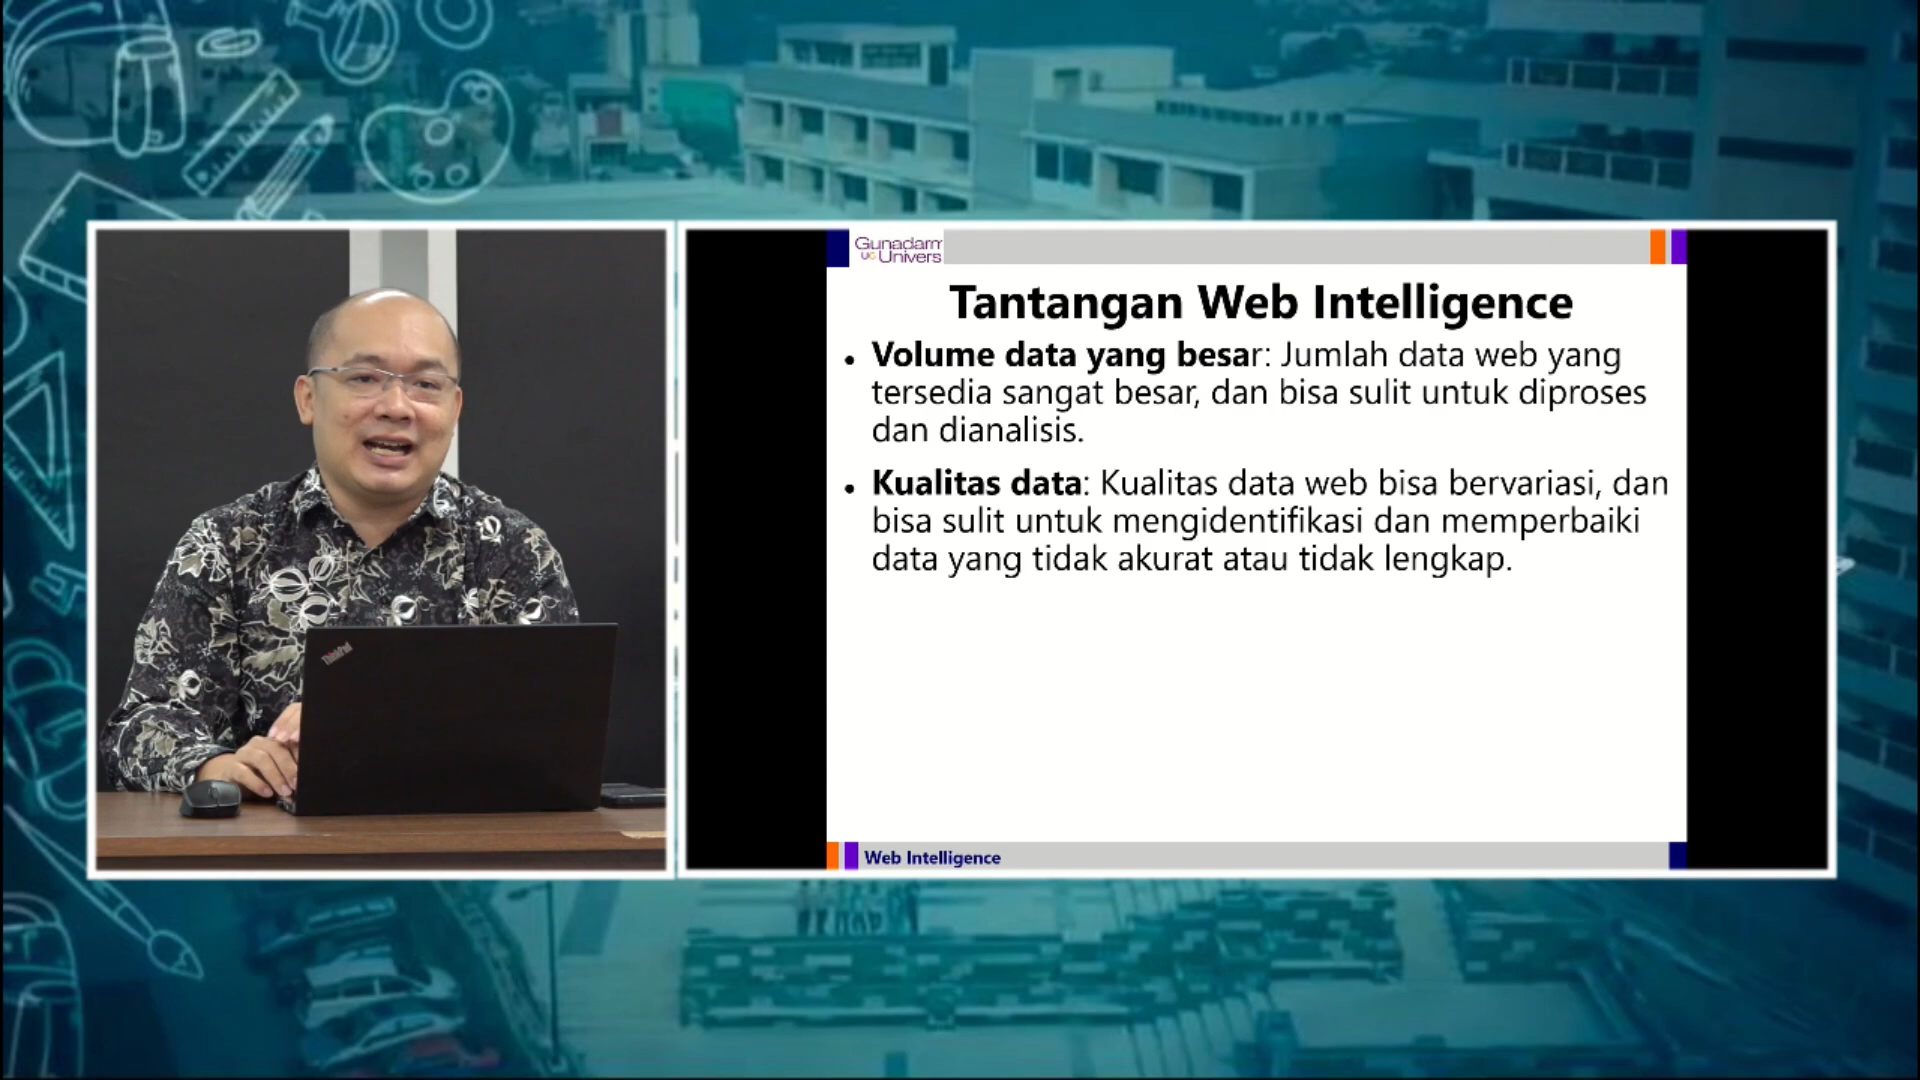 ThinkPad
Gunadarm
UG Univers
Tantangan Web Intelligence
• Volume data yang besar: Jumlah data web yang
tersedia sangat besar, dan bisa sulit untuk diproses
dan dianalisis.
• Kualitas data: Kualitas data web bisa bervariasi, dan
bisa sulit untuk mengidentifikasi dan memperbaiki
data yang tidak akurat atau tidak lengkap.
Web Intelligence